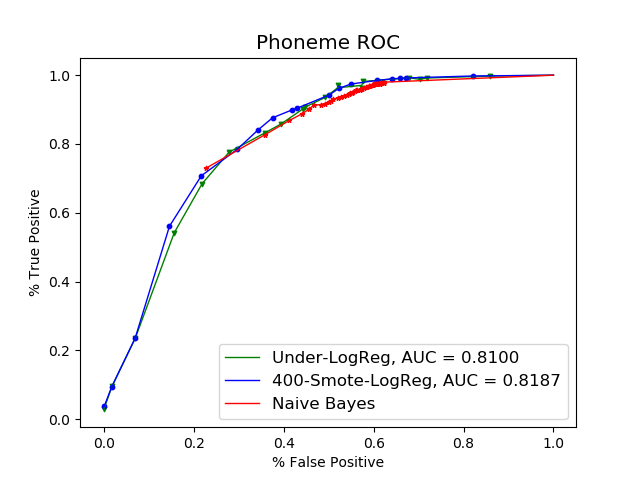 Phoneme ROC
1.0
0.8
0.6
0.4
0.2
0.0
% True Positive
Under-LogReg, AUC = 0.8100
400-Smote-LogReg, AUC = 0.8187
Naive Bayes
0.0 0.2 0.4 0.6 0.8 1.0
% False Positive